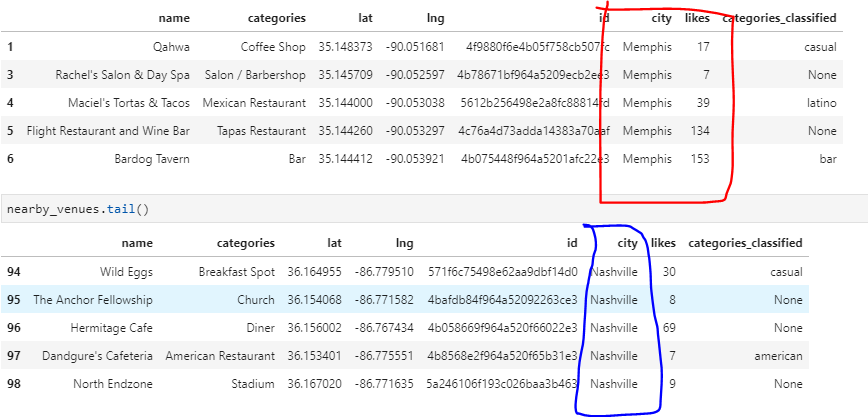 name categories lat lng id city likes categories_classified
1 Qahwa Coffee Shop 35.148373 -90.051681 4f9880f6e4b05f758cb507fc Memphis 17 casual
3 Rachel's Salon & Day Spa Salon / Barbershop 35.145709 -90.052597 4b78671bf964a5209ecb2ee3 Memphis 7 None
4 Maciel's Tortas & Tacos Mexican Restaurant 35.144000 -90.053038 5612b256498e2a8fc88814fd Memphis 39 latino
5 Flight Restaurant and Wine Bar Tapas Restaurant 35.144260 -90.053297 4c76a4d73adda14383a70aaf Memphis 134 None
6 Bardog Tavern Bar 35.144412 -90.053921 4b075448f964a5201afc22e3 Memphis 153 bar
nearby_venues.tail()
name categories lat lng id city likes categories_classified
94 Wild Eggs Breakfast Spot 36.164955 -86.779510 571f6c75498e62aa9dbf14d0 Nashville 30 casual
95 The Anchor Fellowship Church 36.154068 -86.771582 4bafdb84f964a52092263ce3 Nashville 8 None
96 Hermitage Cafe Diner 36.156002 -86.767434 4b058669f964a520f66022e3 Nashville 69 None
97 Dandgure's Cafeteria American Restaurant 36.153401 -86.775551 4b8568e2f964a520f65b31e3 Nashville 7 american
98 North Endzone Stadium 36.167020 -86.771635 5a246106f193c026baa3b463 Nashville 9 None